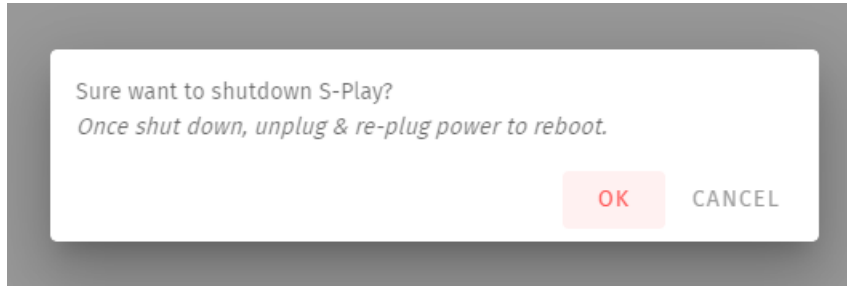 Sure want to shutdown S-Play?
Once shut down, unplug & re-plug power to reboot.
OK CANCEL